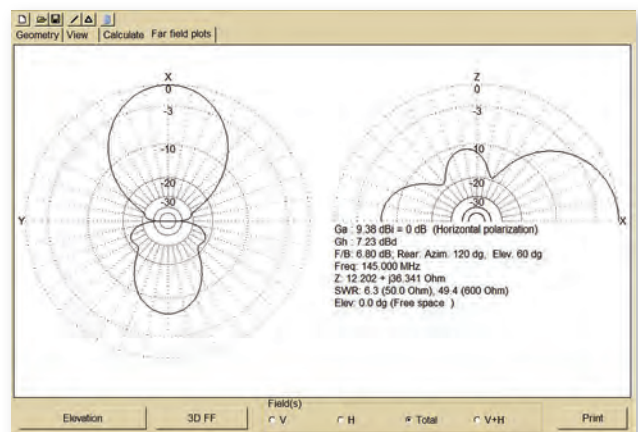 Geometry View Calculate Far field plots
X
0
-3
-10
-20
-30
Y
Z
0
-3
-10
-20
-30
X
Ga : 9.38 dBi = 0 dB (Horizontal polarization)
Gh : 7.23 dBd
F/B: 6.80 dB; Rear: Azim. 120 dg, Elev. 60 dg
Freq: 145.000 MHz
Z: 12.202 + j36.341 Ohm
SWR: 6.3 (50.0 Ohm), 49.4 (600 Ohm)
Elev: 0.0 dg (Free space )
Field(s)
Elevation 3D FF V H Total V+H Print